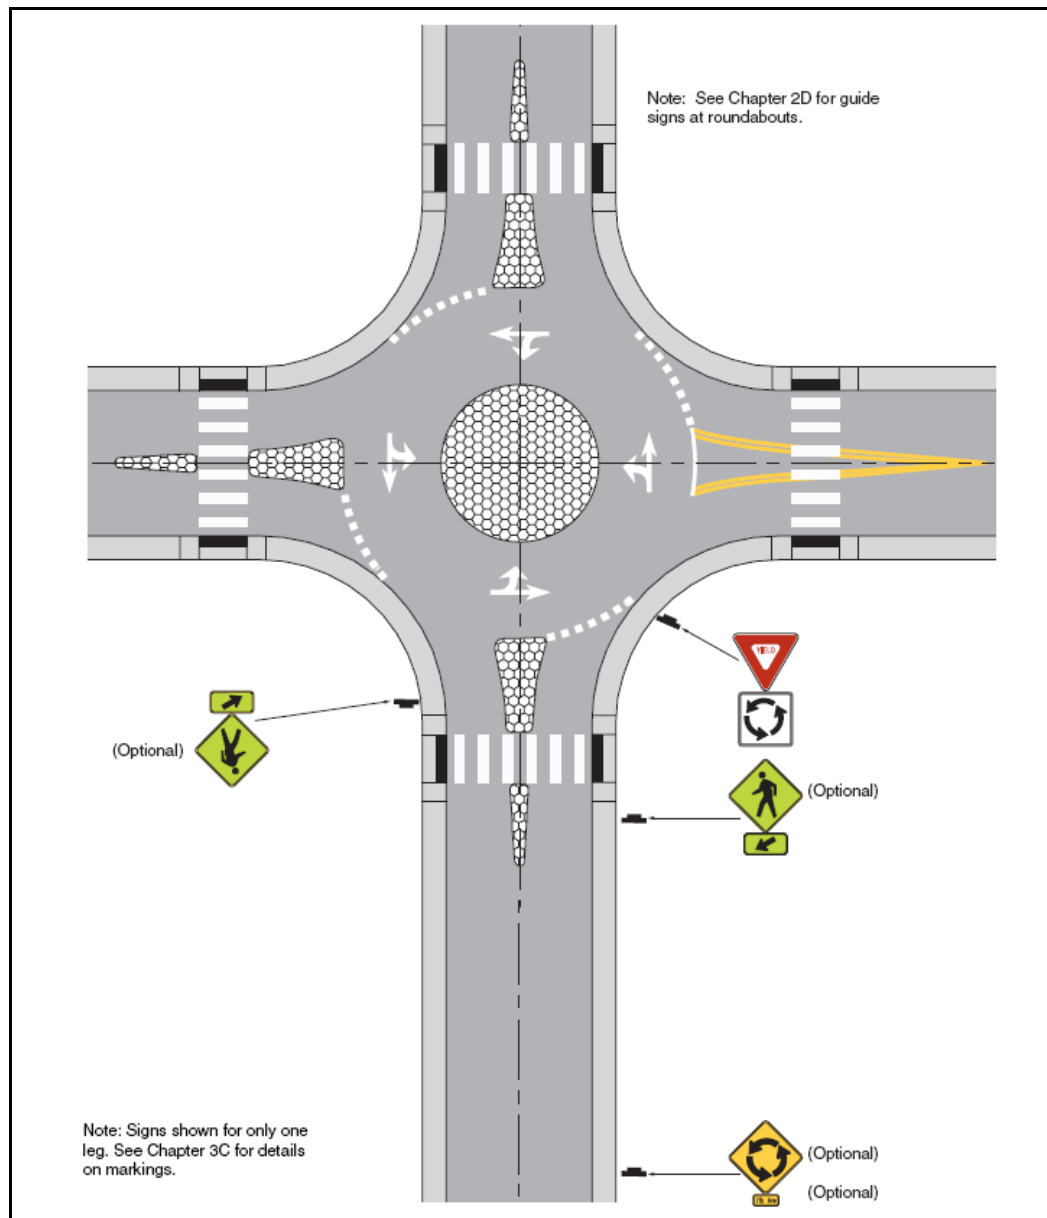 Note: See Chapter 2D for guide
signs at roundabouts.
YIELD
(Optional)
(Optional)
Note: Signs shown for only one
leg. See Chapter 3C for details
on markings.
(Optional)
(Optional)